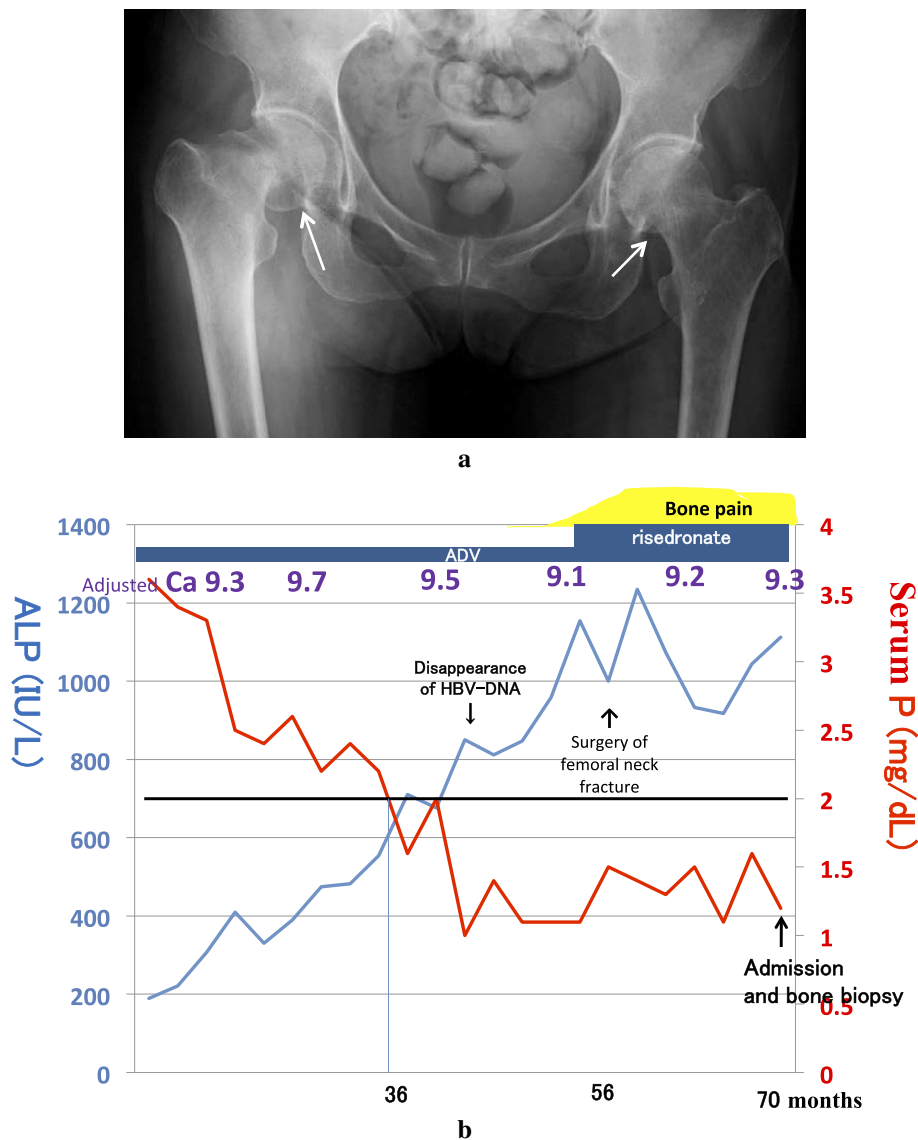 a
Bone pain
risedronate
ADV
Adjusted Ca 9.3 9.7 9.5 9.1 9.2 9.3
ALP (IU/L)
1400
1200
1000
800
600
400
200
0
Serum P (mg/dL)
4
3.5
3
2.5
2
1.5
1
0.5
0
Disappearance
of HBV-DNA
↓
↑
Surgery of
femoral neck
fracture
↑
Admission
and bone biopsy
36
56
70 months
b